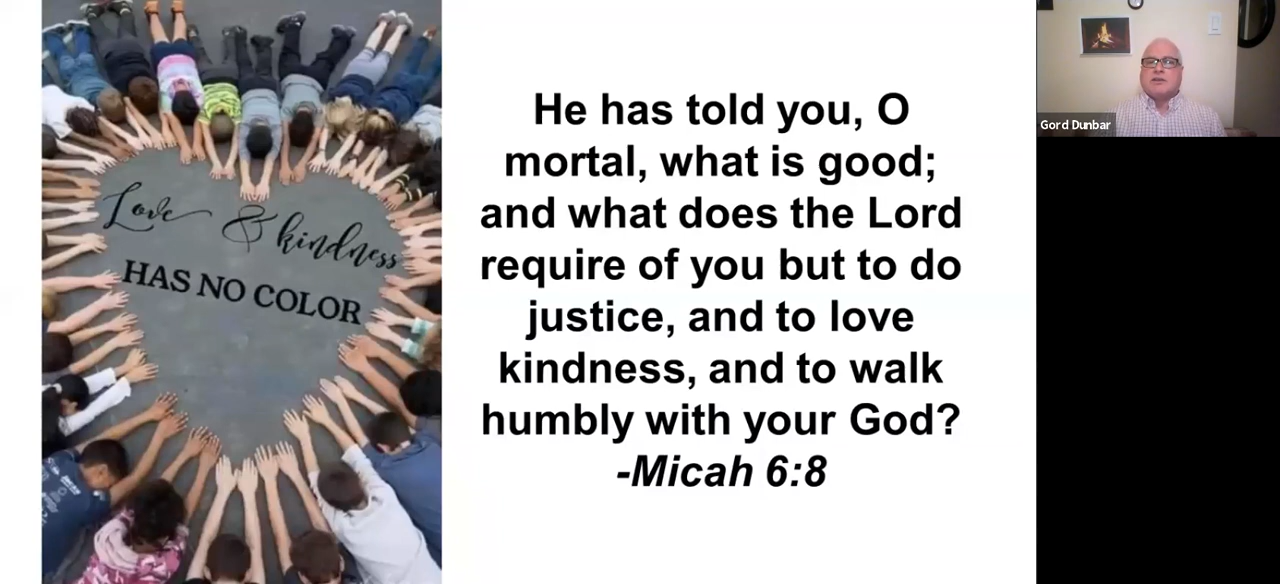 Love & kindness
HAS NO COLOR
He has told you, O
mortal, what is good;
and what does the Lord
require of you but to do
justice, and to love
kindness, and to walk
humbly with your God?
-Micah 6:8
Gord Dunbar